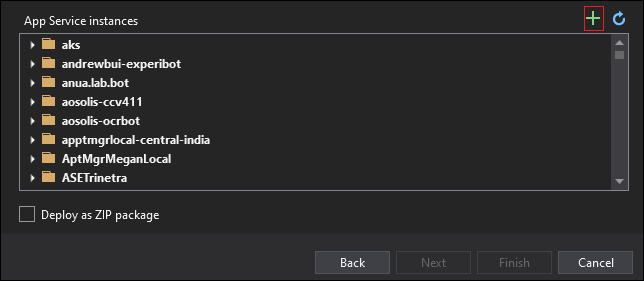 App Service instances
aks
andrewbui-experibot
anua.lab.bot
aosolis-ccv411
aosolis-ocrbot
apptmgrlocal-central-india
AptMgrMeganLocal
ASETrinetra
Deploy as ZIP package
Back Next Finish Cancel